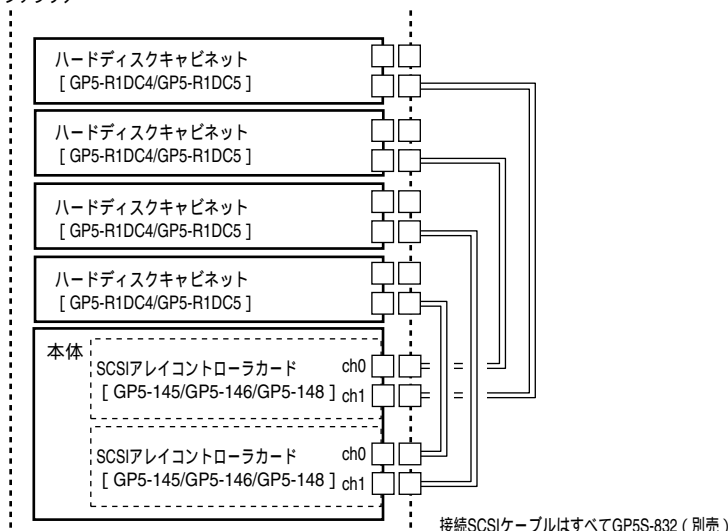 ハードディスクキャビネット
[ GP5-R1DC4/GP5-R1DC5 ]
ハードディスクキャビネット
[ GP5-R1DC4/GP5-R1DC5 ]
ハードディスクキャビネット
[ GP5-R1DC4/GP5-R1DC5 ]
ハードディスクキャビネット
[ GP5-R1DC4/GP5-R1DC5 ]
本体
SCSIアレイコントローラカード ch0
[ GP5-145/GP5-146/GP5-148 ] ch1
SCSIアレイコントローラカード ch0
[ GP5-145/GP5-146/GP5-148 ] ch1
接続SCSIケーブルはすべてGP5S-832 ( 別売 )